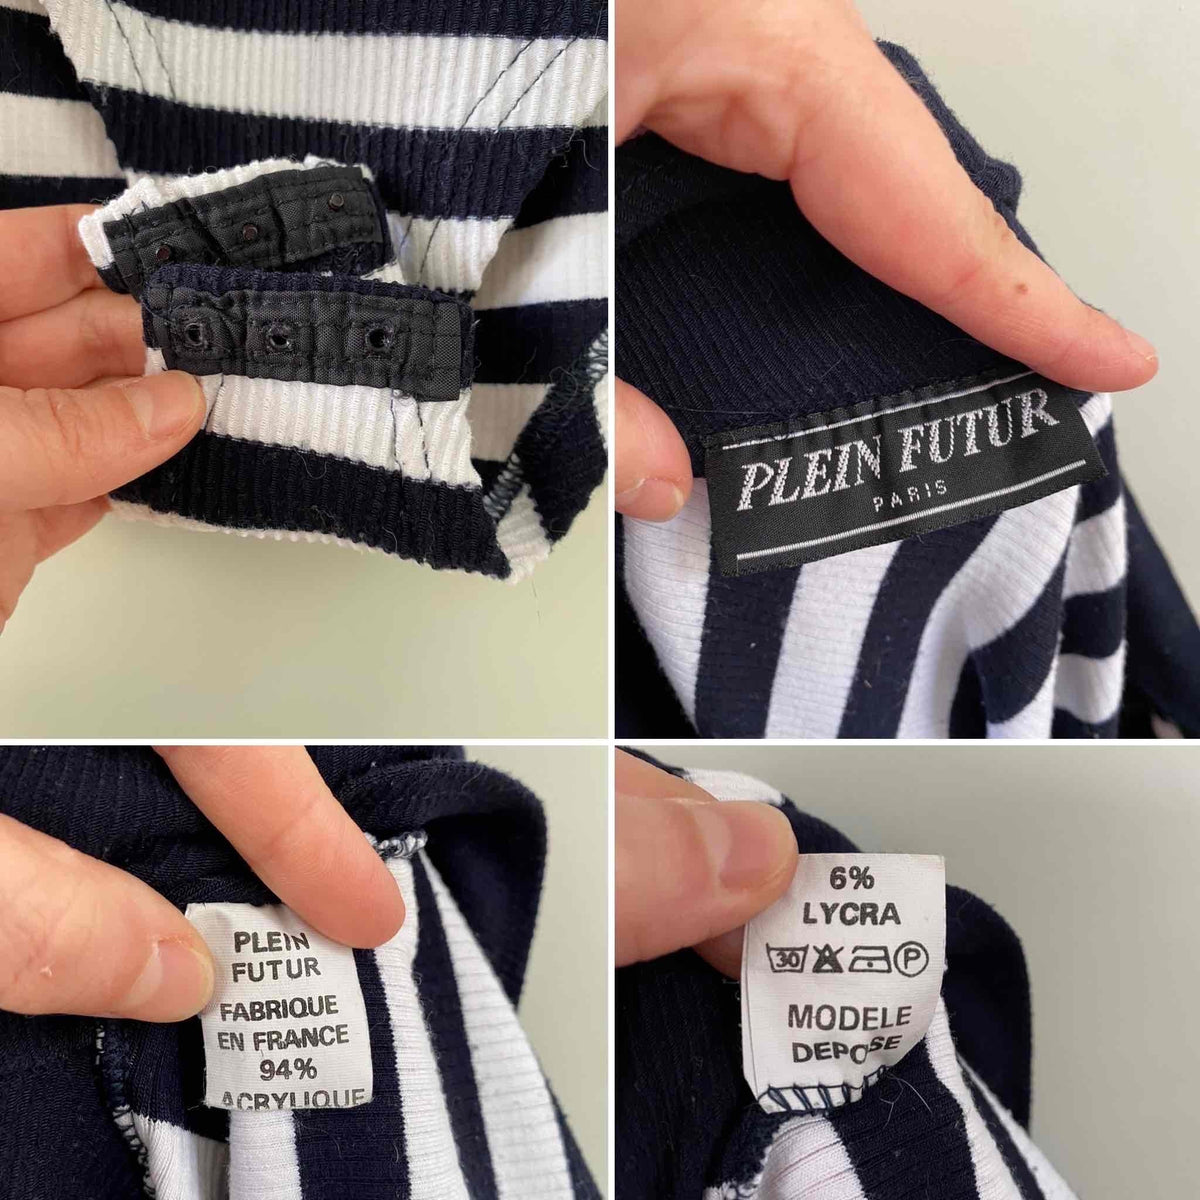 PLEIN FUTUR
PARIS
PLEIN
FUTUR
FABRIQUE
EN FRANCE
94%
ACRYLIQUE
6%
LYCRA
30 P
MODELE
DEPOSE